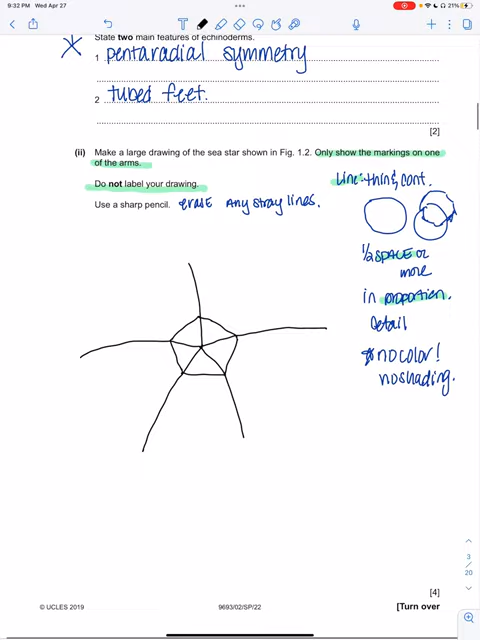 9:32 PM Wed Apr 27
21%
State two main features of echinoderms.
1 pentaradial symmetry
2 tubed feet.
[2]
(ii) Make a large drawing of the sea star shown in Fig. 1.2. Only show the markings on one
of the arms.
Do not label your drawing.
Use a sharp pencil. erase any stray lines.
Line: thin & cont.
1/2 SPACE or
more
in proportion.
Detail
no color!
no shading.
3
/
20
[4]
© UCLES 2019
9693/02/SP/22
[Turn over